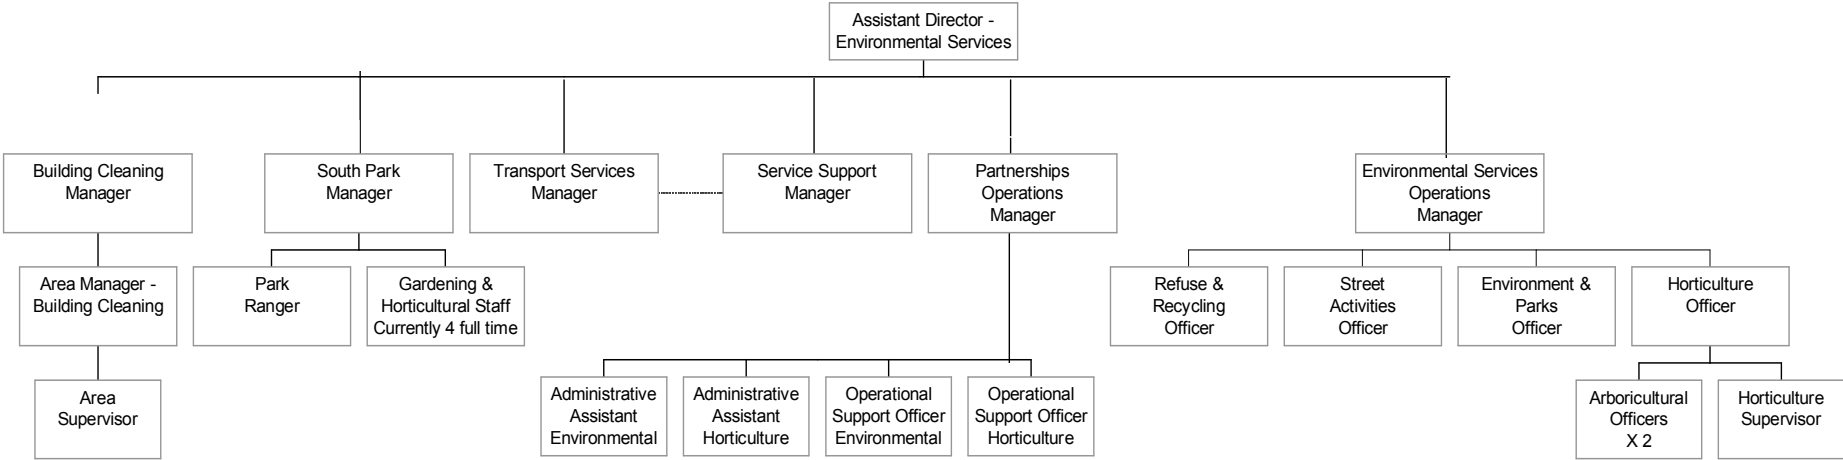 Assistant Director -
Environmental Services
Building Cleaning
Manager
South Park
Manager
Transport Services
Manager
Service Support
Manager
Partnerships
Operations
Manager
Environmental Services
Operations
Manager
Area Manager -
Building Cleaning
Park
Ranger
Gardening &
Horticultural Staff
Currently 4 full time
Refuse &
Recycling
Officer
Street
Activities
Officer
Environment &
Parks
Officer
Horticulture
Officer
Area
Supervisor
Administrative
Assistant
Environmental
Administrative
Assistant
Horticulture
Operational
Support Officer
Environmental
Operational
Support Officer
Horticulture
Arboricultural
Officers
X 2
Horticulture
Supervisor